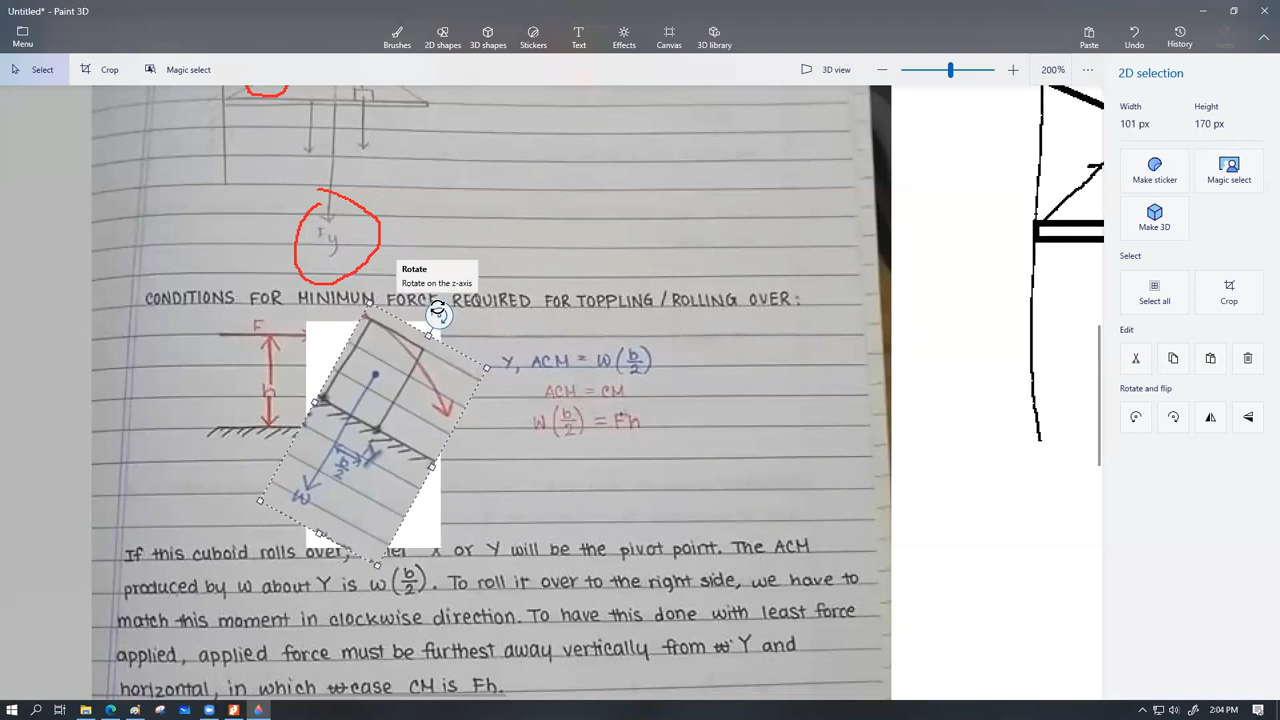 Untitled* - Paint 3D
Menu
Brushes
2D shapes
3D shapes
Stickers
Text
Effects
Canvas
3D library
Paste
Undo
History
Redo
Select
Crop
Magic select
3D view
200%
2D selection
Width
Height
101 px
170 px
Make sticker
Magic select
Make 3D
Select
Select all
Crop
Edit
Rotate and flip
y
Rotate
Rotate on the z-axis
CONDITIONS FOR MINIMUM FORCE REQUIRED FOR TOPPLING / ROLLING OVER:
F
h
Y, ACM = W(b/2)
ACM = CM
W(b/2) = Fh
b/2
Y
W
If this cuboid rolls over, X or Y will be the pivot point. The ACM
produced by W about Y is W(b/2). To roll it over to the right side, we have to
match this moment in clockwise direction. To have this done with least force
applied, applied force must be furthest away vertically from Y and
horizontal, in which case CM is Fh.
2:04 PM